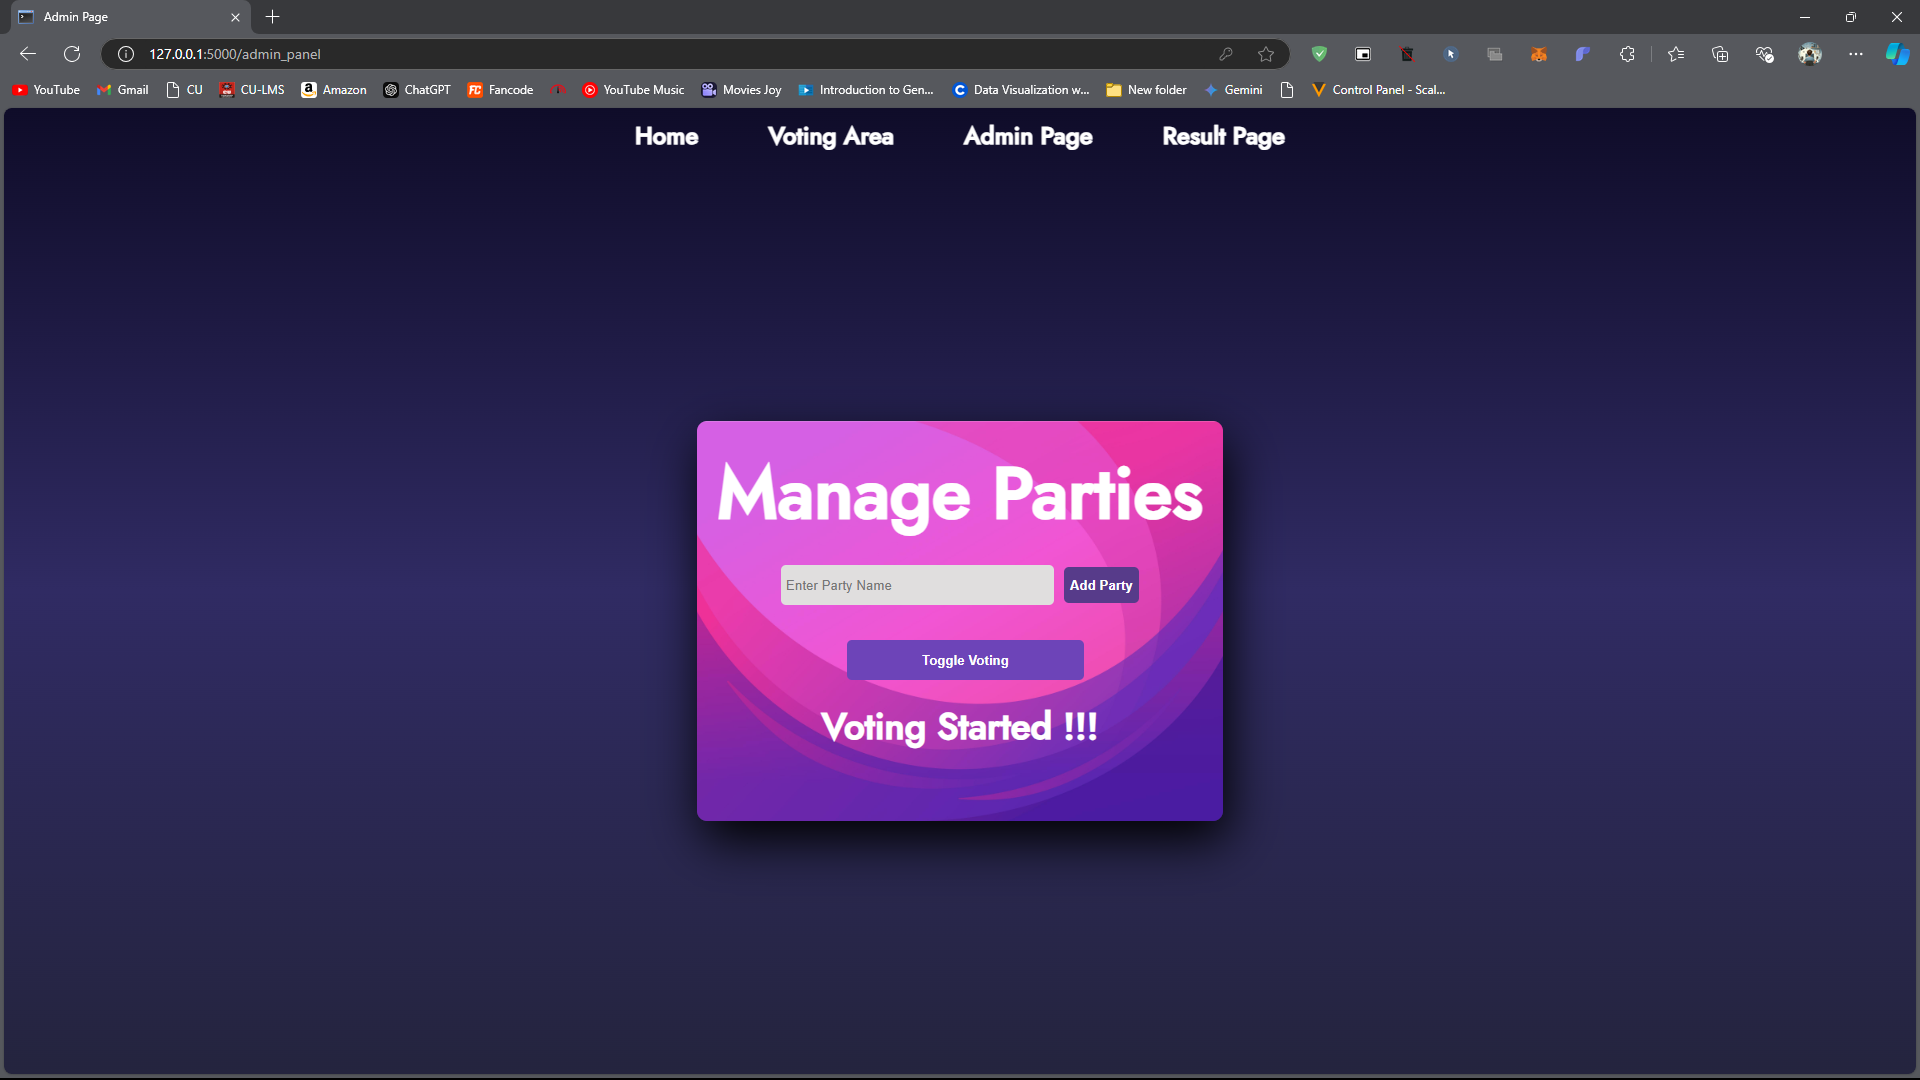 Admin Page
127.0.0.1:5000/admin_panel
YouTube Gmail CU CU-LMS Amazon ChatGPT Fancode YouTube Music Movies Joy Introduction to Gen... Data Visualization w... New folder Gemini Control Panel - Scal...
Home Voting Area Admin Page Result Page
Manage Parties
Enter Party Name Add Party
Toggle Voting
Voting Started !!!